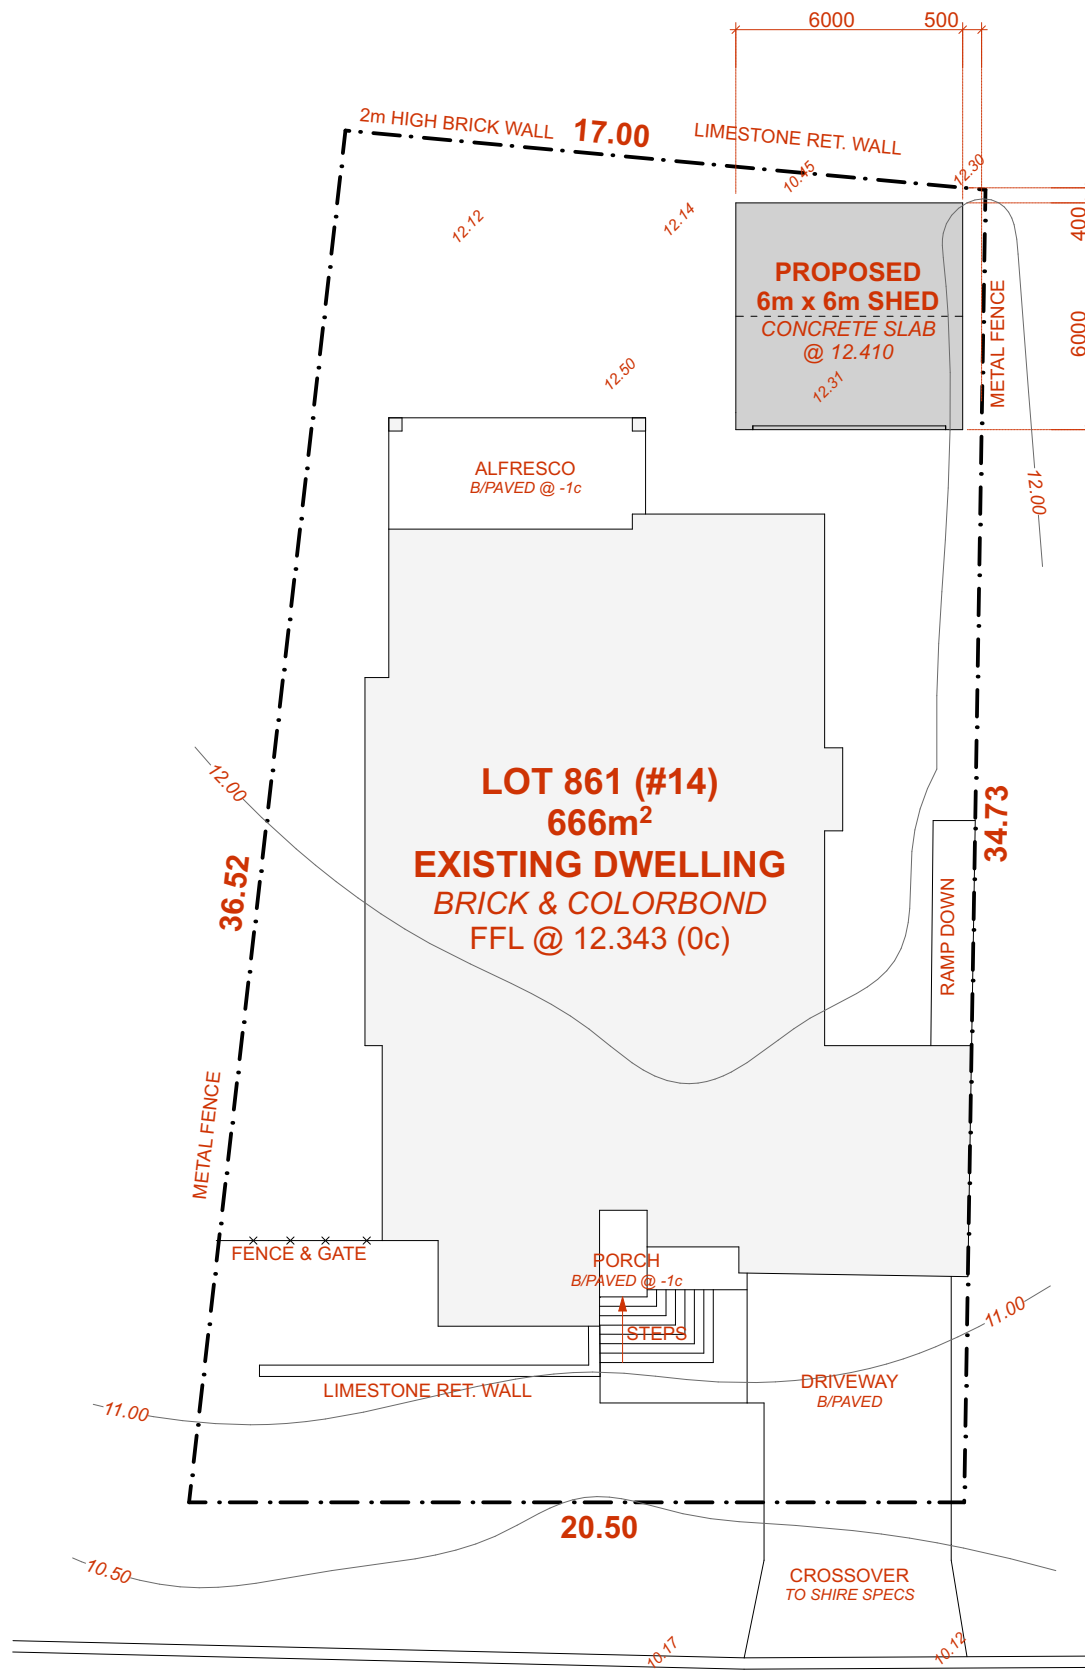 6000
500
2m HIGH BRICK WALL
17.00
LIMESTONE RET. WALL
10.45
12.30
400
12.12
12.14
PROPOSED
6m x 6m SHED
CONCRETE SLAB
@ 12.410
METAL FENCE
6000
12.50
12.31
ALFRESCO
B/PAVED @ -1c
12.00
12.00
LOT 861 (#14)
666m²
EXISTING DWELLING
BRICK & COLORBOND
FFL @ 12.343 (0c)
34.73
36.52
RAMP DOWN
METAL FENCE
FENCE & GATE
PORCH
B/PAVED @ -1c
STEPS
11.00
LIMESTONE RET. WALL
DRIVEWAY
B/PAVED
11.00
20.50
10.50
CROSSOVER
TO SHIRE SPECS
10.17
10.12